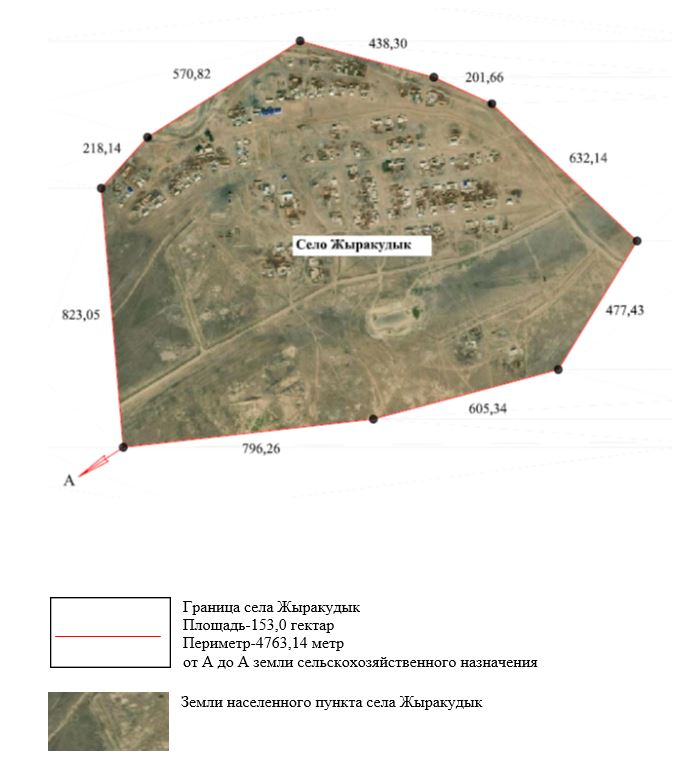 438,30
570,82
201,66
218,14
632,14
Село Жыракудык
823,05
477,43
605,34
796,26
А
Граница села Жыракудык
Площадь-153,0 гектар
Периметр-4763,14 метр
от А до А земли сельскохозяйственного назначения
Земли населенного пункта села Жыракудык